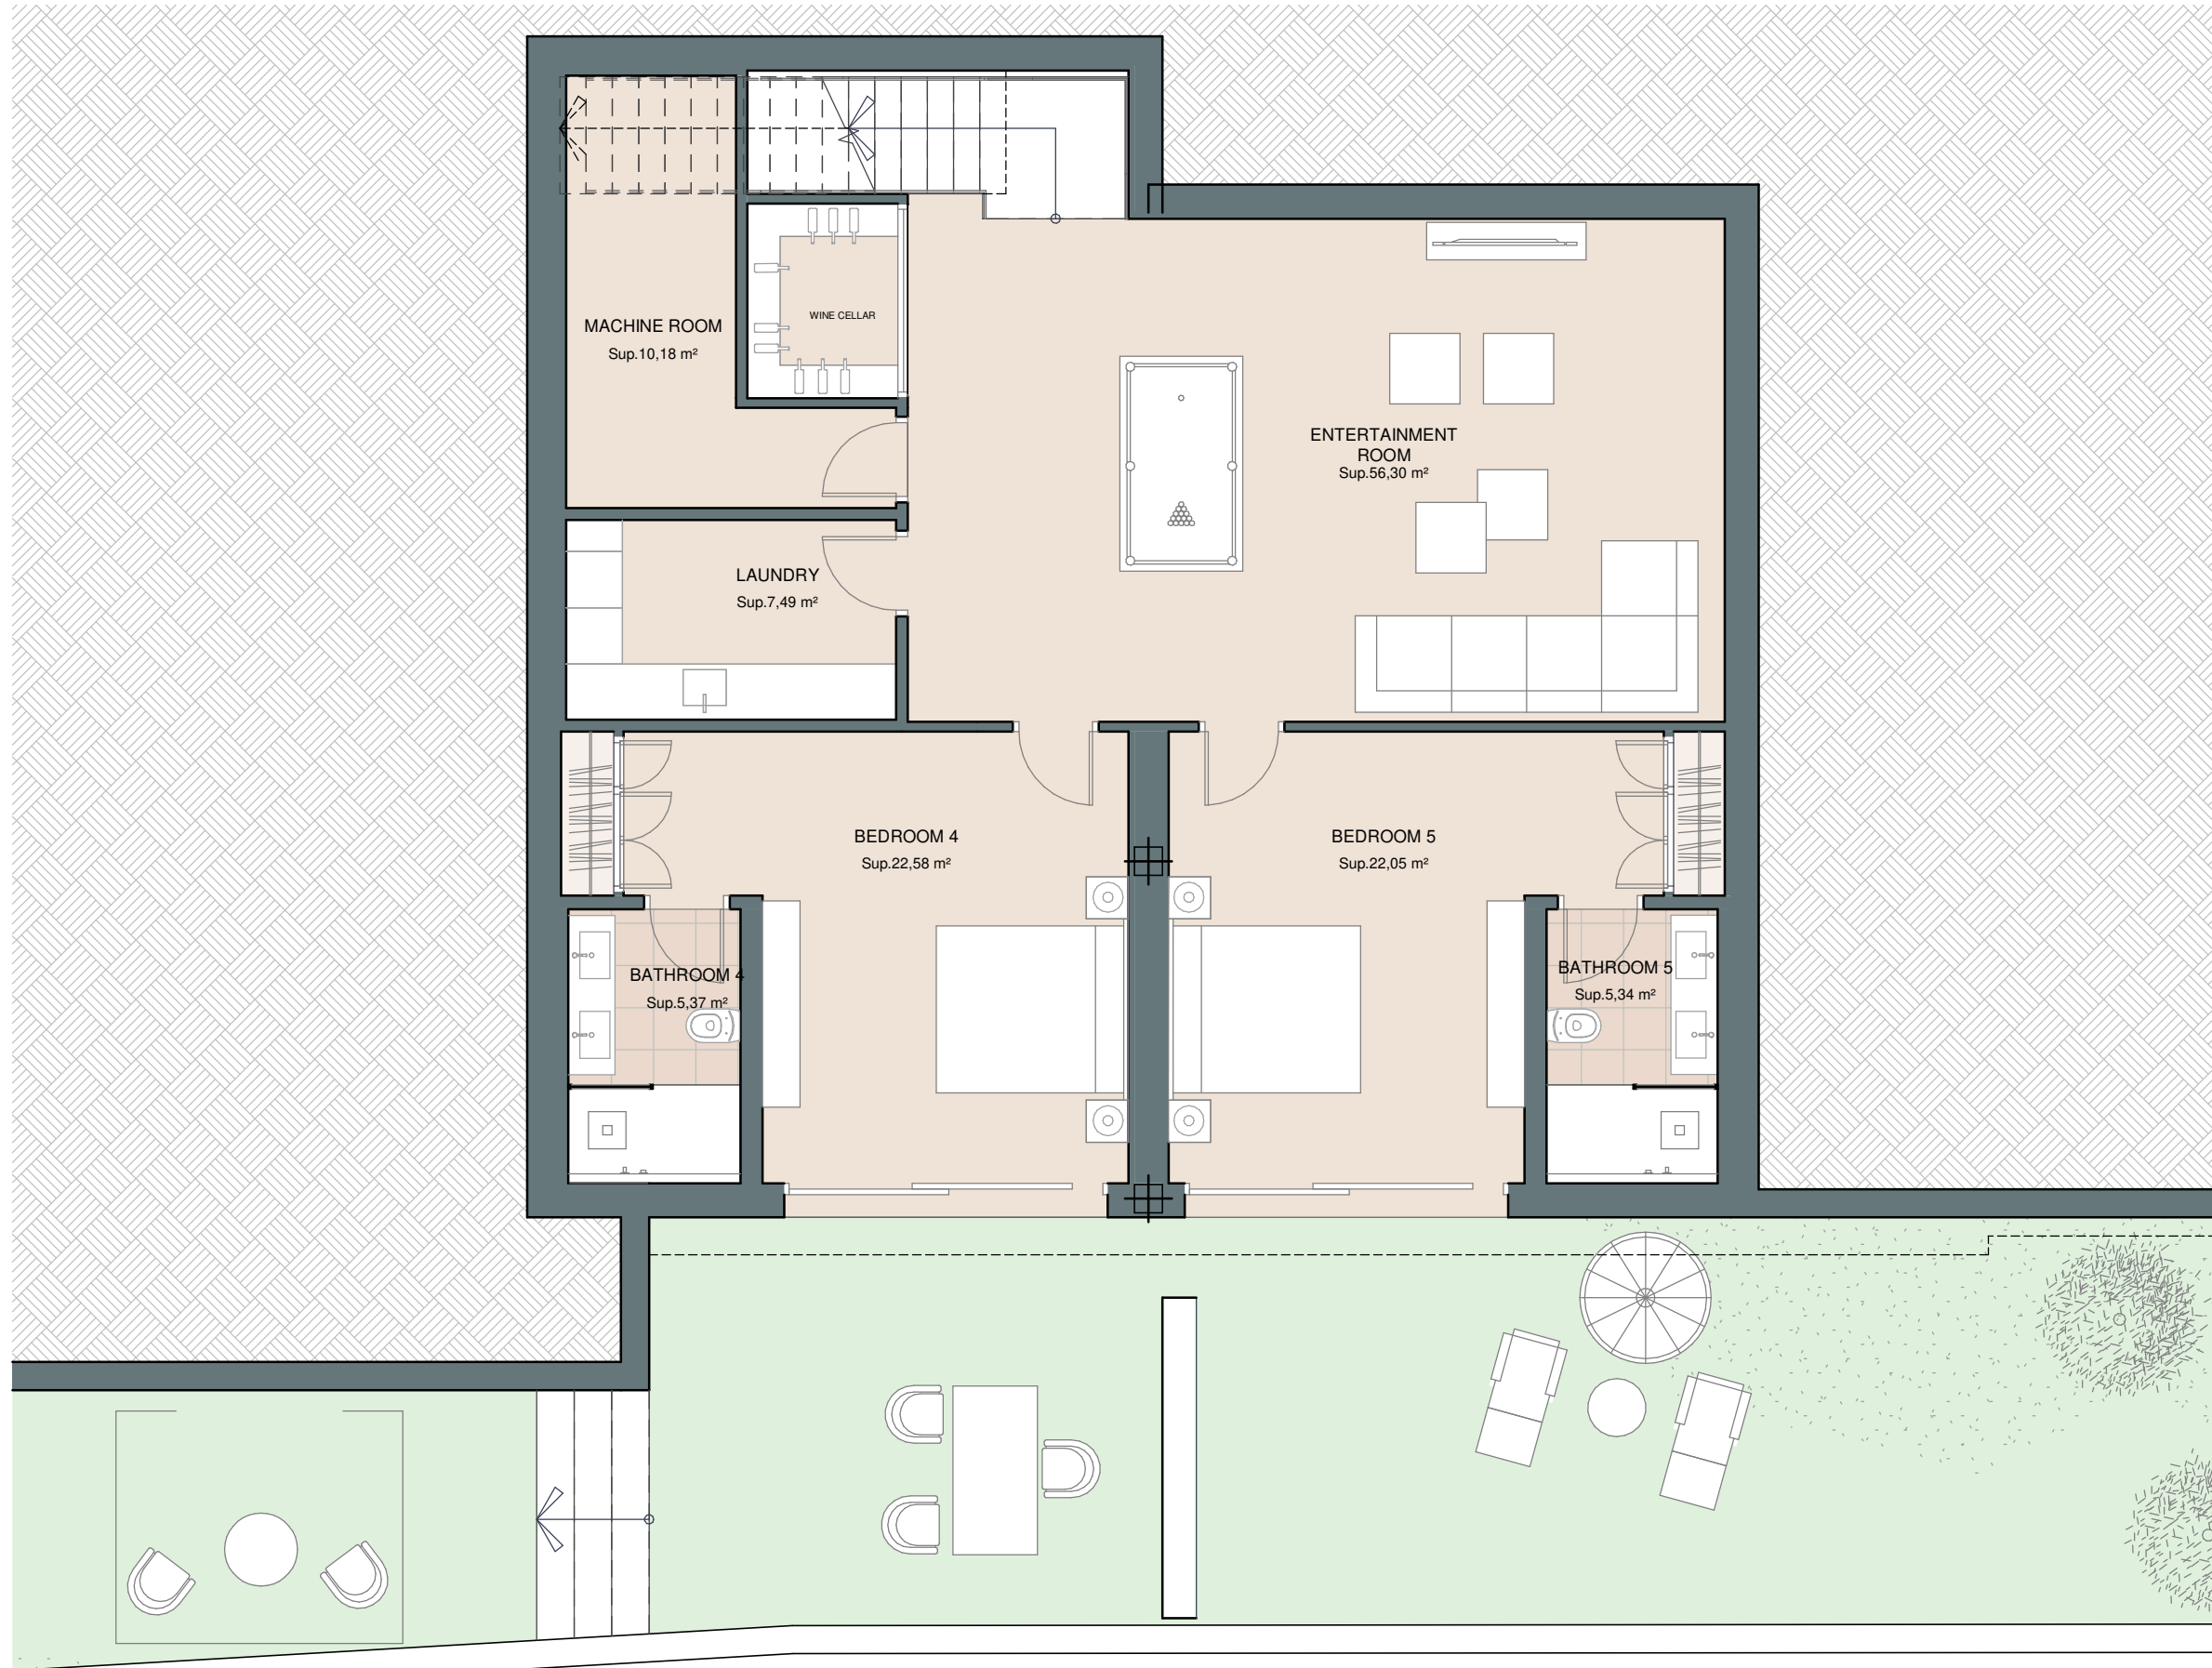 MACHINE ROOM
Sup.10,18 m²
WINE CELLAR
ENTERTAINMENT
ROOM
Sup.56,30 m²
LAUNDRY
Sup.7,49 m²
BEDROOM 4
Sup.22,58 m²
BEDROOM 5
Sup.22,05 m²
BATHROOM 4
Sup.5,37 m²
BATHROOM 5
Sup.5,34 m²